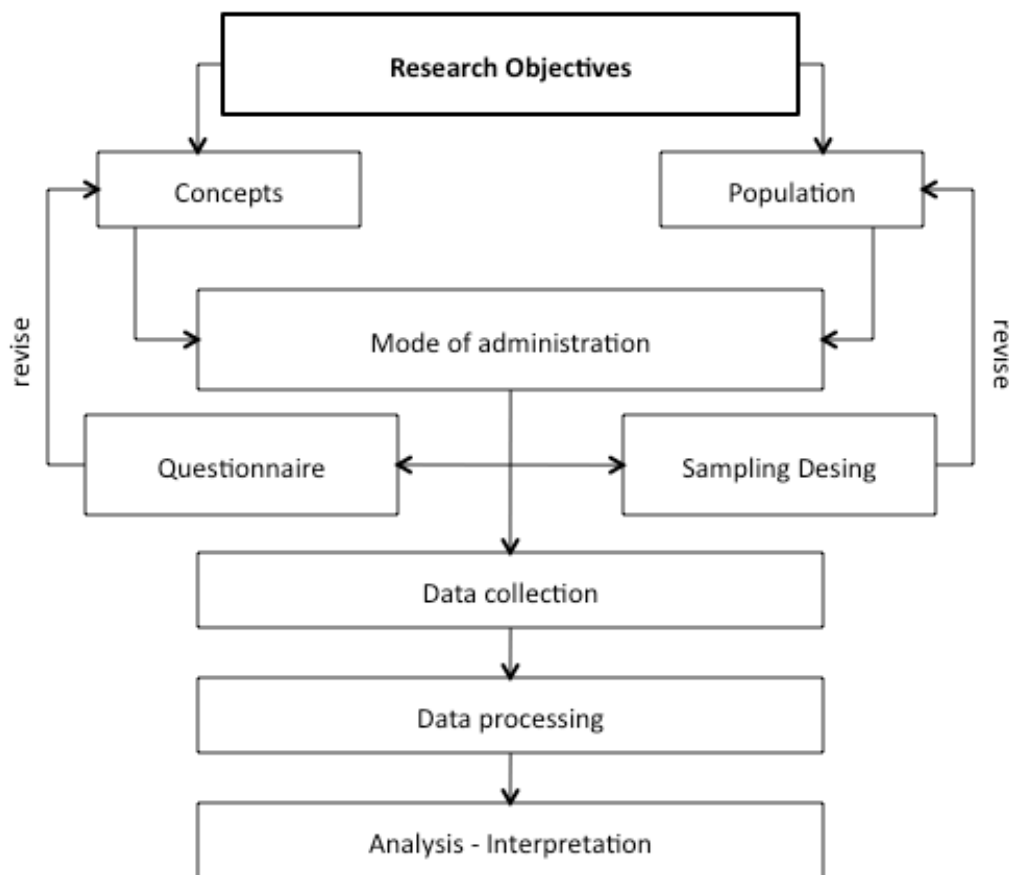 Research Objectives
Concepts
Population
Mode of administration
revise
revise
Questionnaire
Sampling Desing
Data collection
Data processing
Analysis - Interpretation